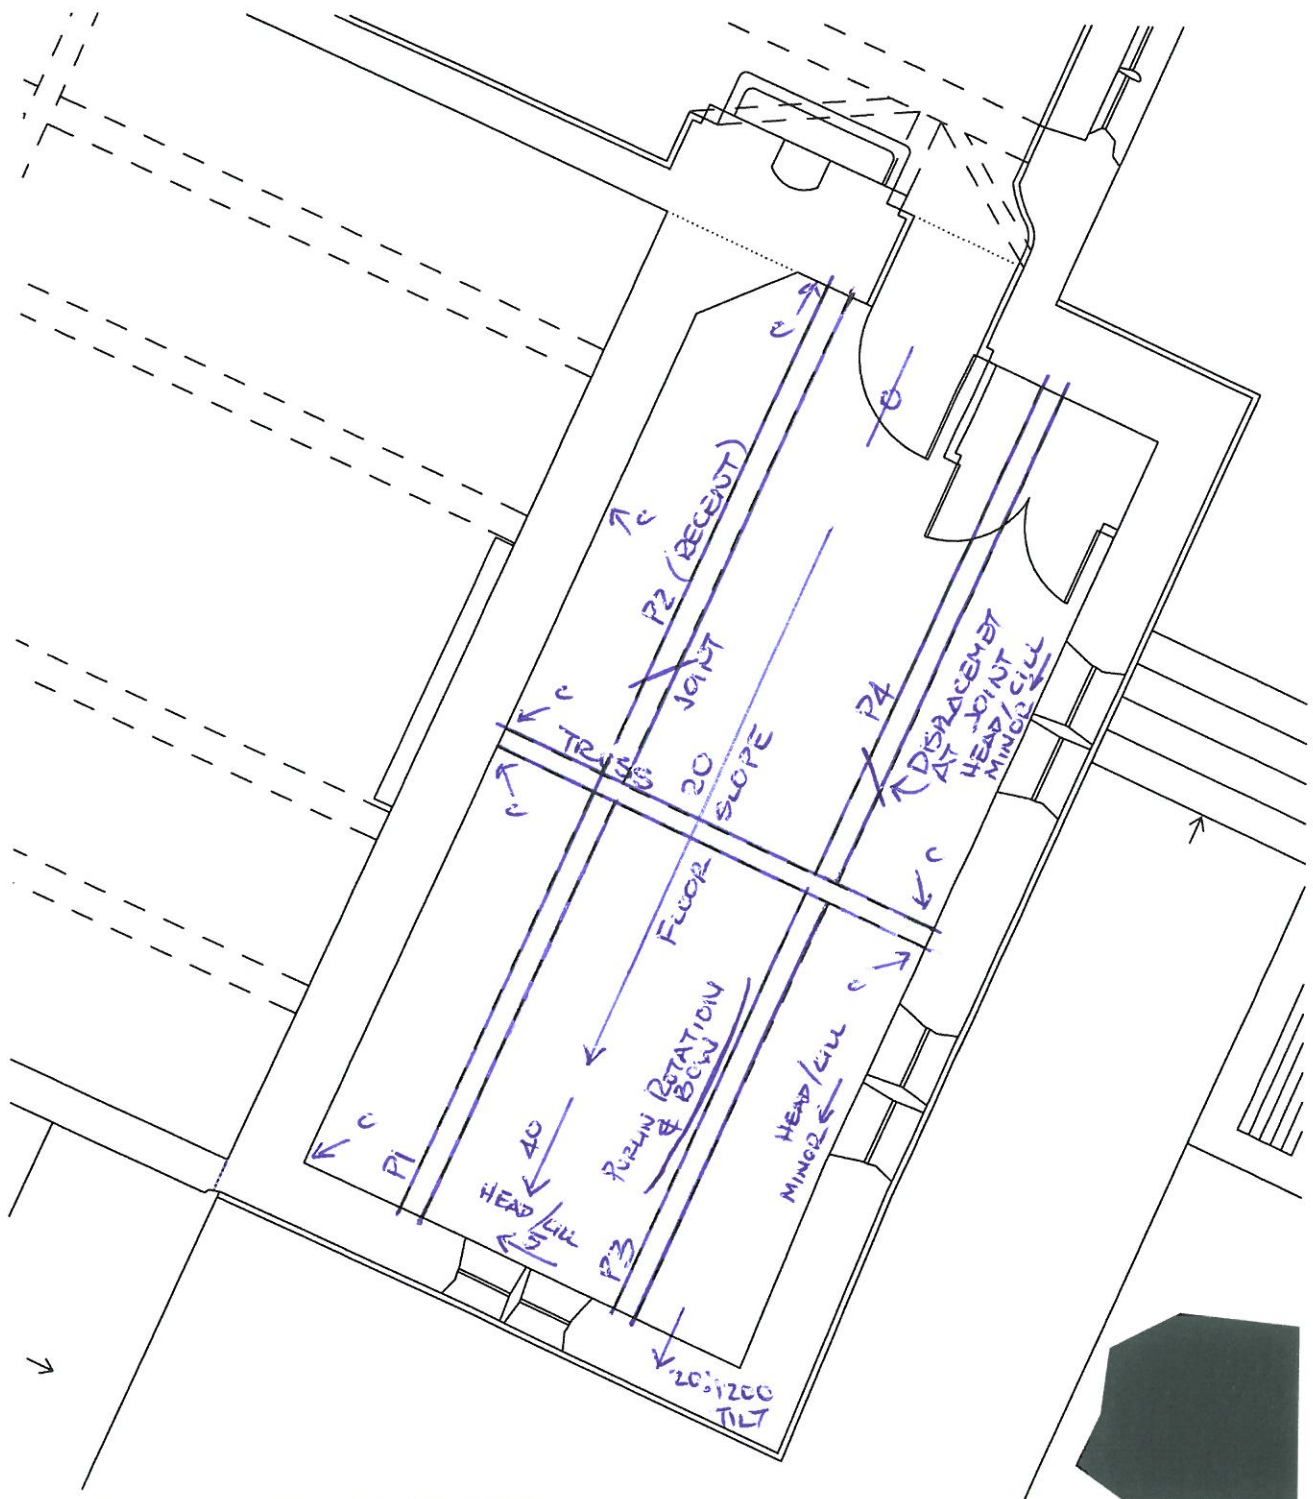 C
O
P2 (RECENT)
C
JOINT
C
TRUSS
C
20
SLOPE
FLOOR
P4
DISPLACEMENT
AT JOINT
HEAD/CILL
MINOR
C
C
PURLIN ROTATION
& BOW
HEAD/CILL
MINOR
C
P1
40
HEAD/CILL
5
P3
20:1200
TILT